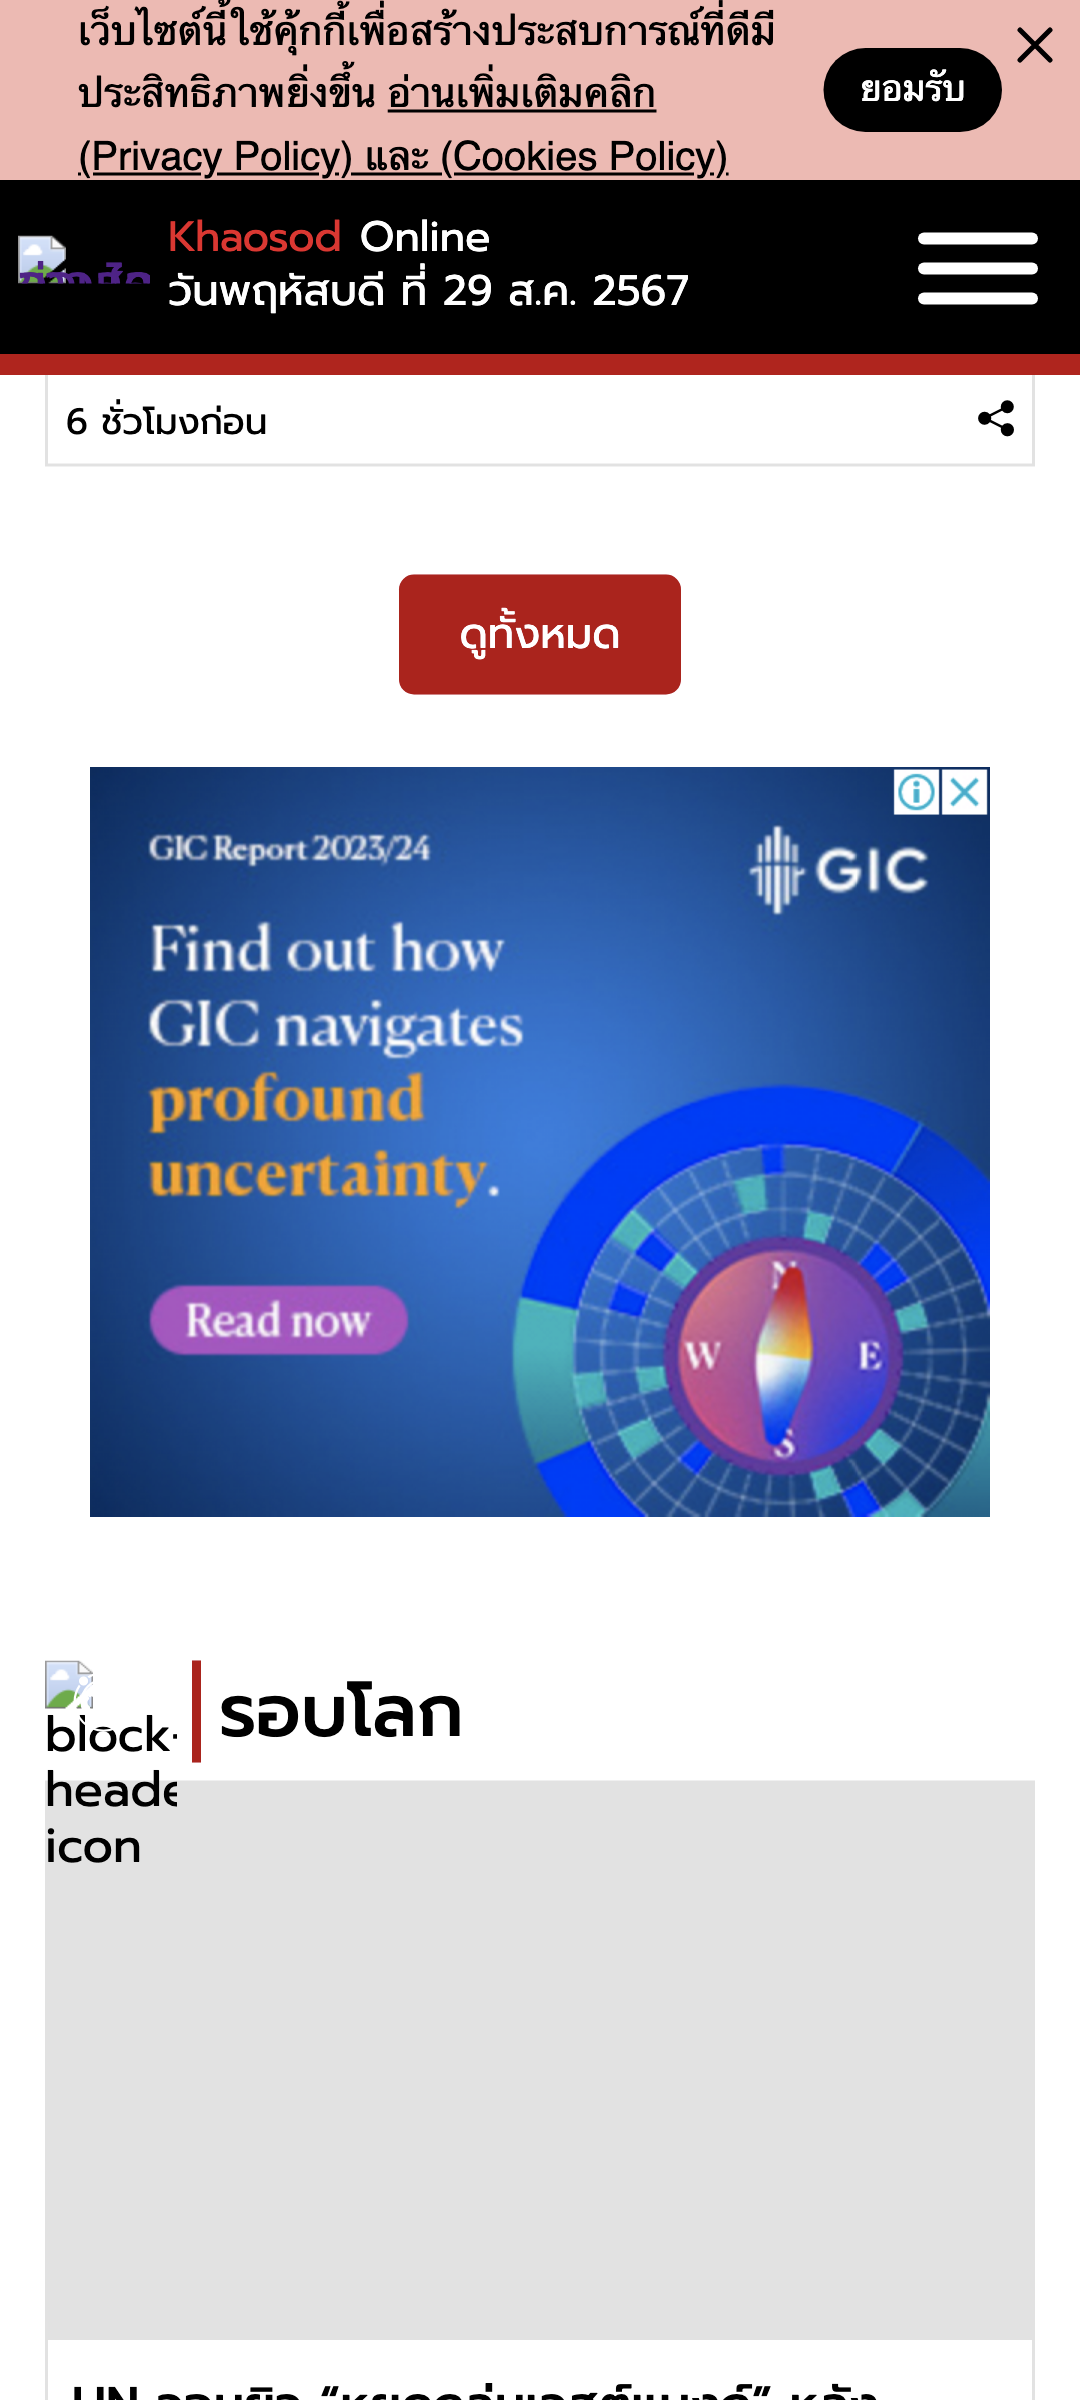 เว็บไซต์นี้ใช้คุ้กกี้เพื่อสร้างประสบการณ์ที่ดีมี
ประสิทธิภาพยิ่งขึ้น อ่านเพิ่มเติมคลิก
(Privacy Policy) และ (Cookies Policy)
ยอมรับ
Khaosod Online
วันพฤหัสบดี ที่ 29 ส.ค. 2567
6 ชั่วโมงก่อน
ดูทั้งหมด
GIC Report 2023/24
GIC
Find out how
GIC navigates
profound
uncertainty.
Read now
N
W E
S
รอบโลก
block-
heade
icon